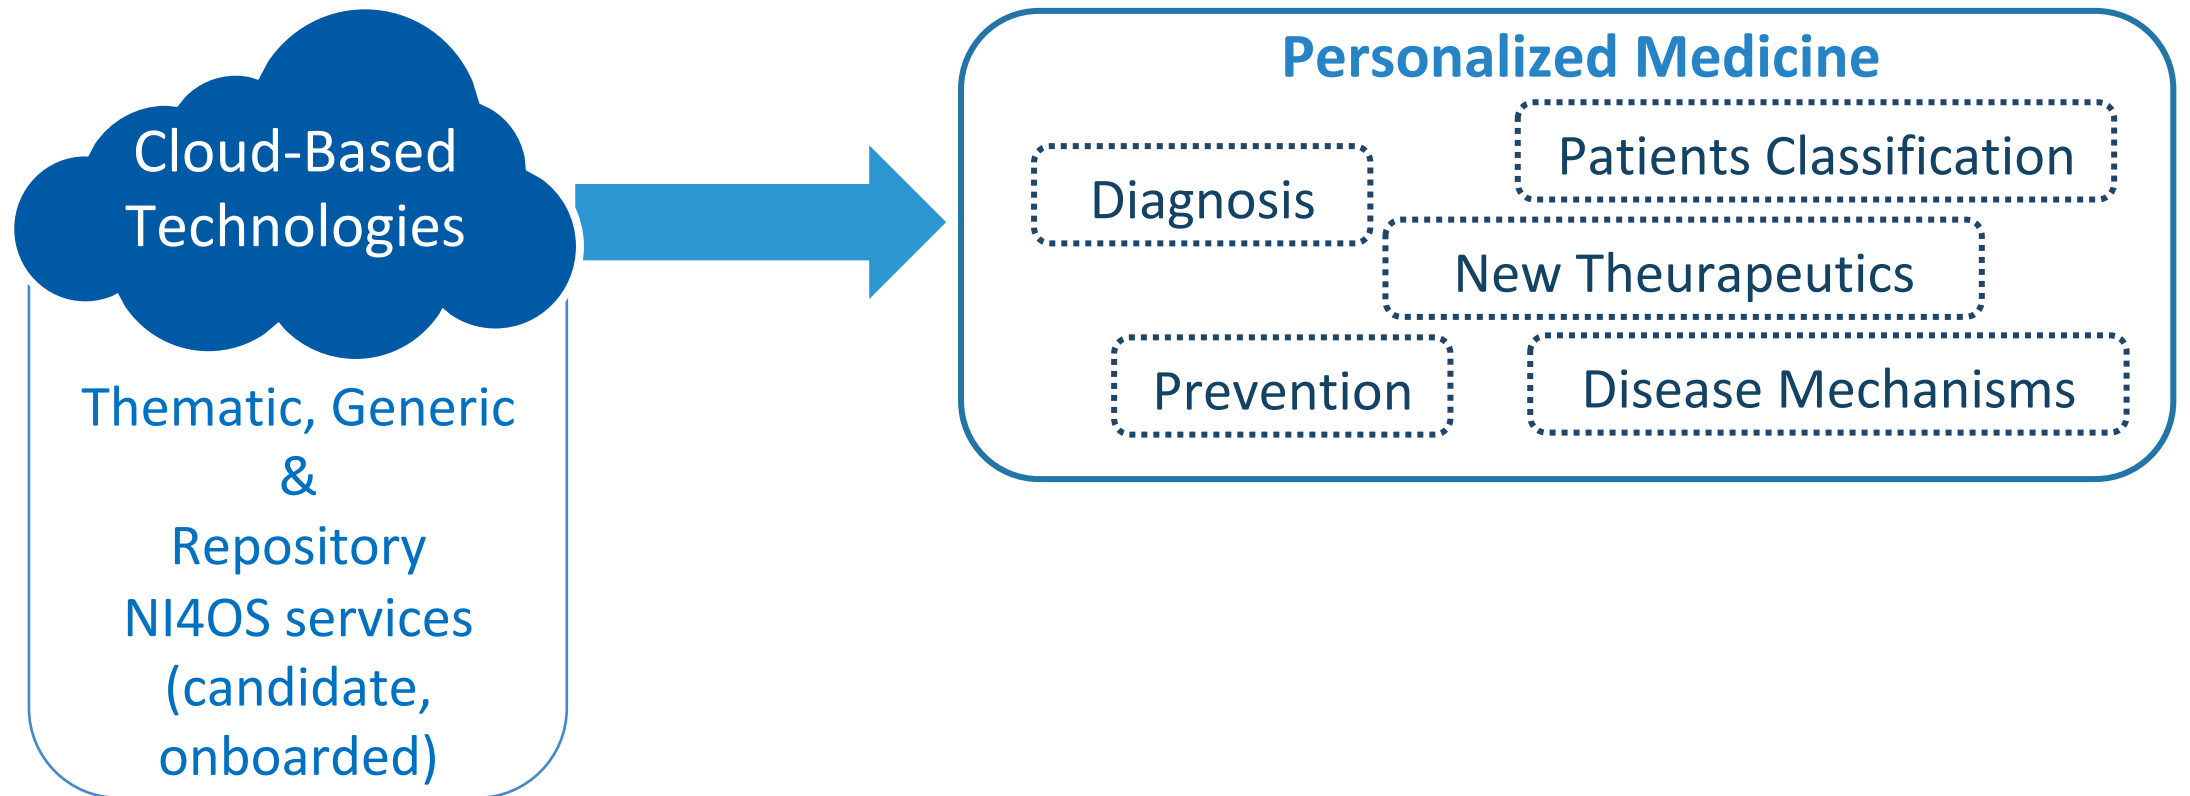 Cloud-Based
Technologies
Thematic, Generic
&
Repository
NI4OS services
(candidate,
onboarded)
Personalized Medicine
Patients Classification
Diagnosis
New Theurapeutics
Prevention
Disease Mechanisms